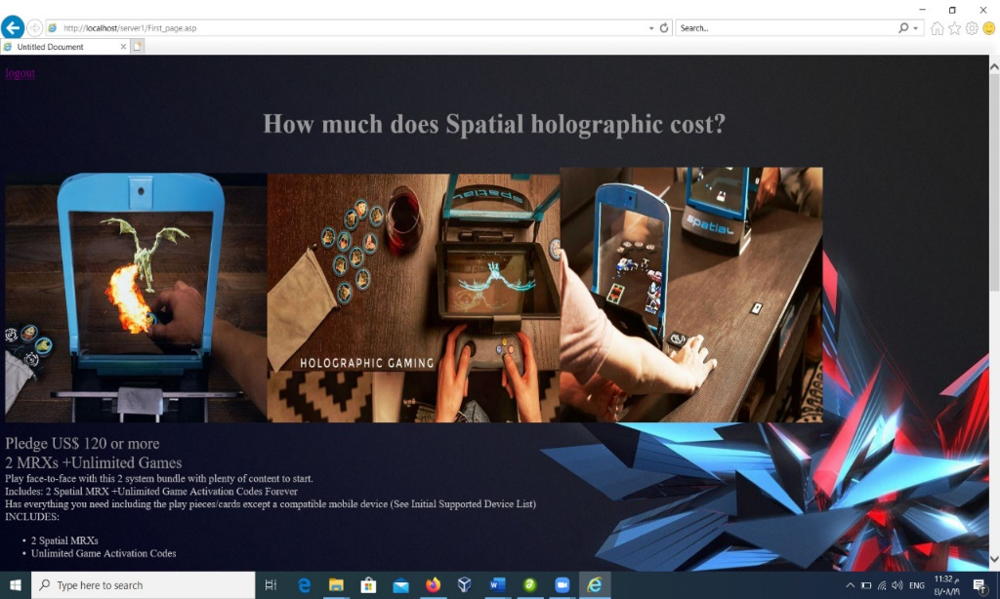 http://localhost/server1/First_page.asp
Search...
Untitled Document
logout
How much does Spatial holographic cost?
spatial
spatial
HOLOGRAPHIC GAMING
Pledge US$ 120 or more
2 MRXs +Unlimited Games
Play face-to-face with this 2 system bundle with plenty of content to start.
Includes: 2 Spatial MRX +Unlimited Game Activation Codes Forever
Has everything you need including the play pieces/cards except a compatible mobile device (See Initial Supported Device List)
INCLUDES:
• 2 Spatial MRXs
• Unlimited Game Activation Codes
Type here to search
ENG
11:32 م